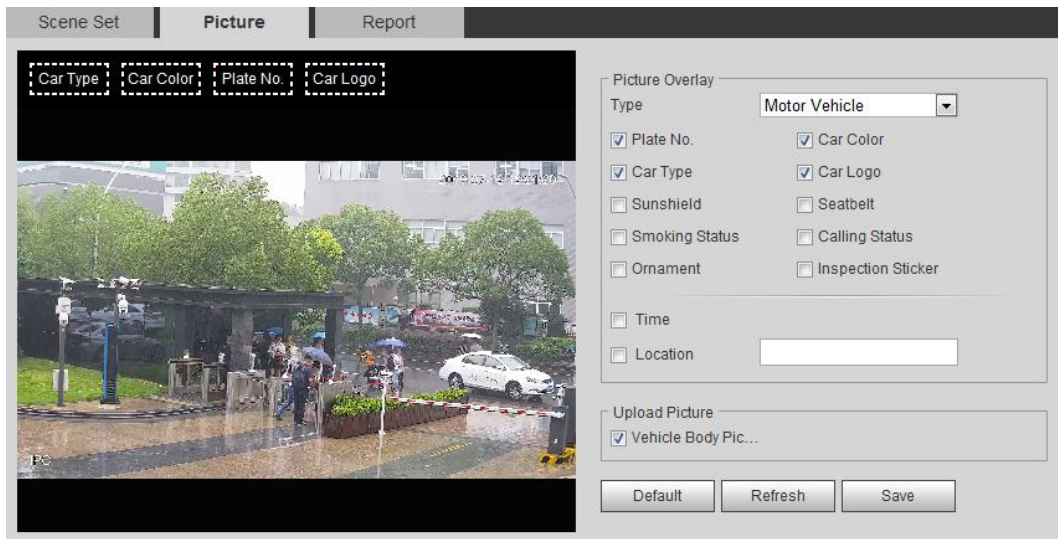 Scene Set Picture Report
Car Type Car Color Plate No. Car Logo
IPC
Picture Overlay
Type Motor Vehicle
Plate No. Car Color
Car Type Car Logo
Sunshield Seatbelt
Smoking Status Calling Status
Ornament Inspection Sticker
Time
Location
Upload Picture
Vehicle Body Pic...
Default Refresh Save